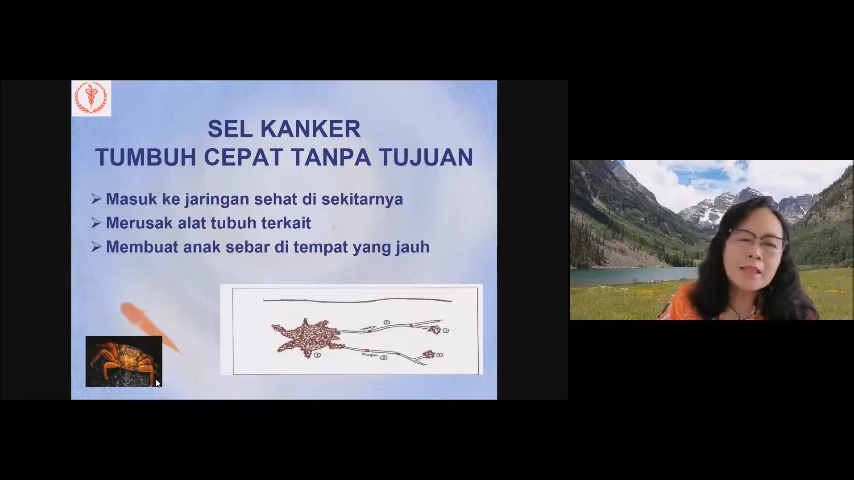 SEL KANKER
TUMBUH CEPAT TANPA TUJUAN
Masuk ke jaringan sehat di sekitarnya
Merusak alat tubuh terkait
Membuat anak sebar di tempat yang jauh